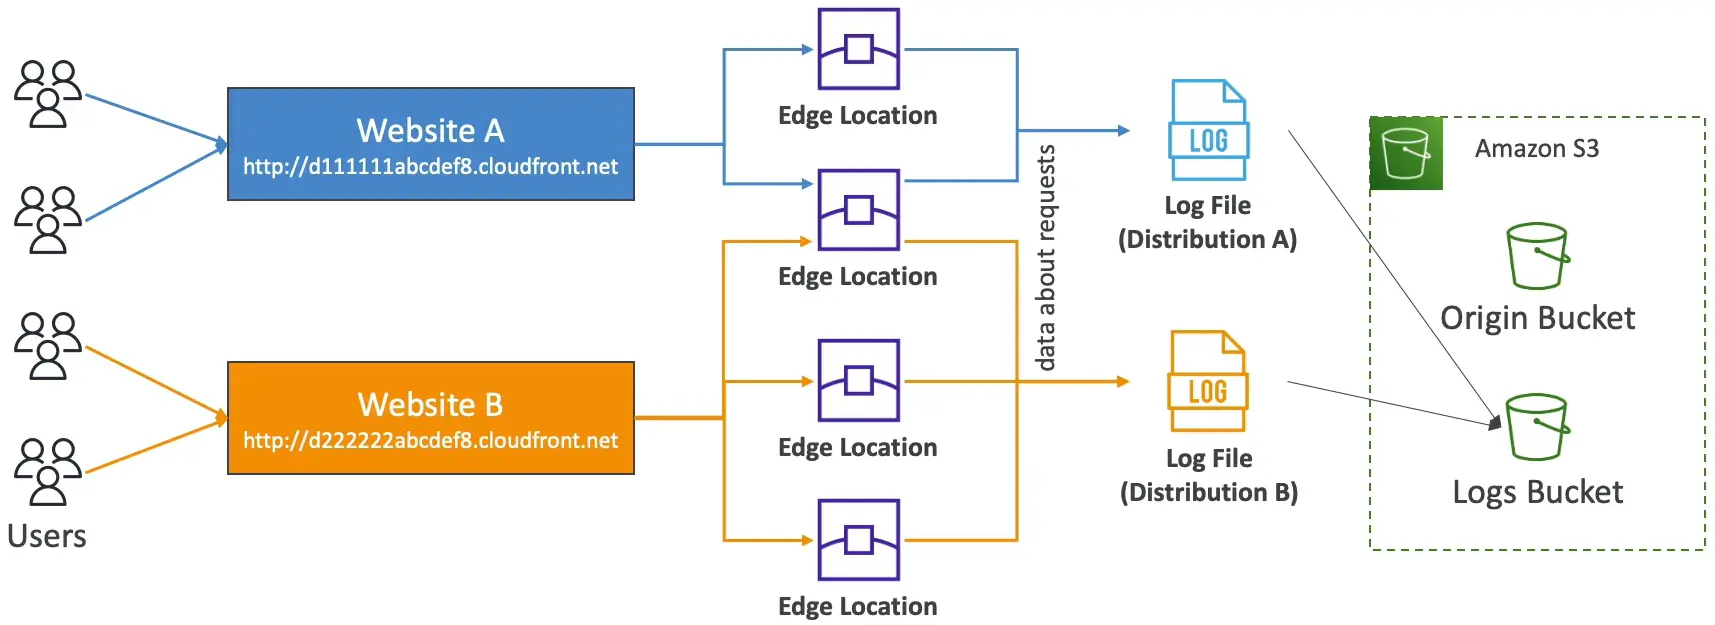 Users
Website A
http://d111111abcdef8.cloudfront.net
Website B
http://d222222abcdef8.cloudfront.net
Edge Location
Edge Location
Edge Location
Edge Location
data about requests
LOG
Log File
(Distribution A)
LOG
Log File
(Distribution B)
Amazon S3
Origin Bucket
Logs Bucket